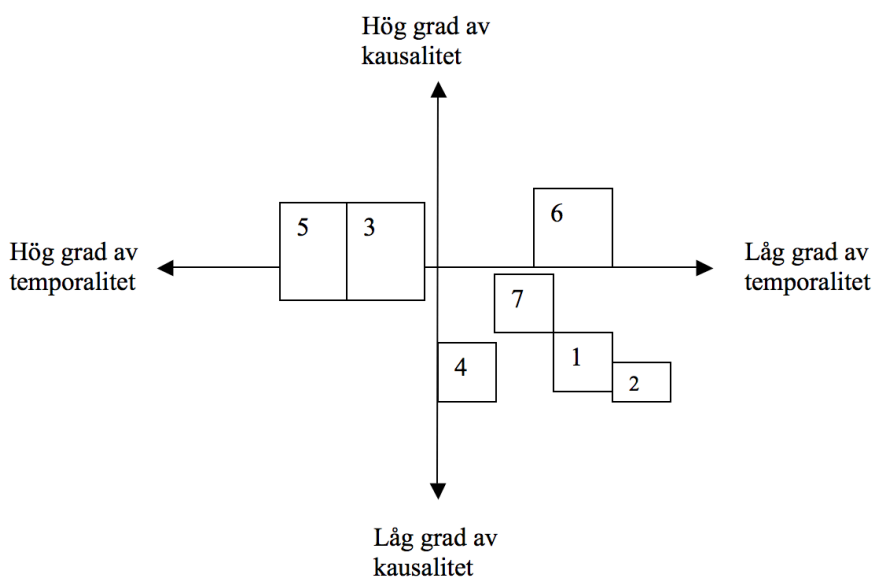 Hög grad av
kausalitet
5
3
6
Hög grad av
temporalitet
Låg grad av
temporalitet
7
4
1
2
Låg grad av
kausalitet